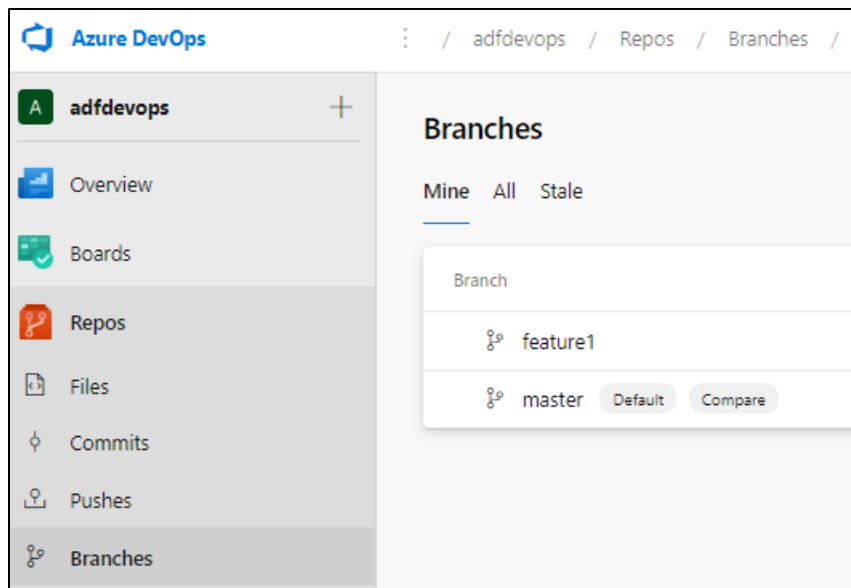 Azure DevOps
/ adfdevops / Repos / Branches /
A adfdevops +
Overview
Boards
Repos
Files
Commits
Pushes
Branches
Branches
Mine All Stale
Branch
feature1
master Default Compare